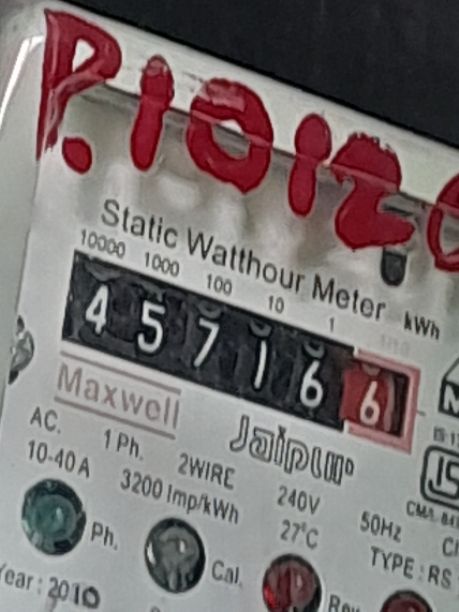 P.1012
Static Watthour Meter
10000 1000 100 10 1 kWh
4 5 7 1 6 6
Maxwell
Jaipur
AC. 1 Ph. 2WIRE 240V 50Hz
10-40A 3200 Imp/kWh 27°C
TYPE : RS
Ph. Cal.
Year : 2010